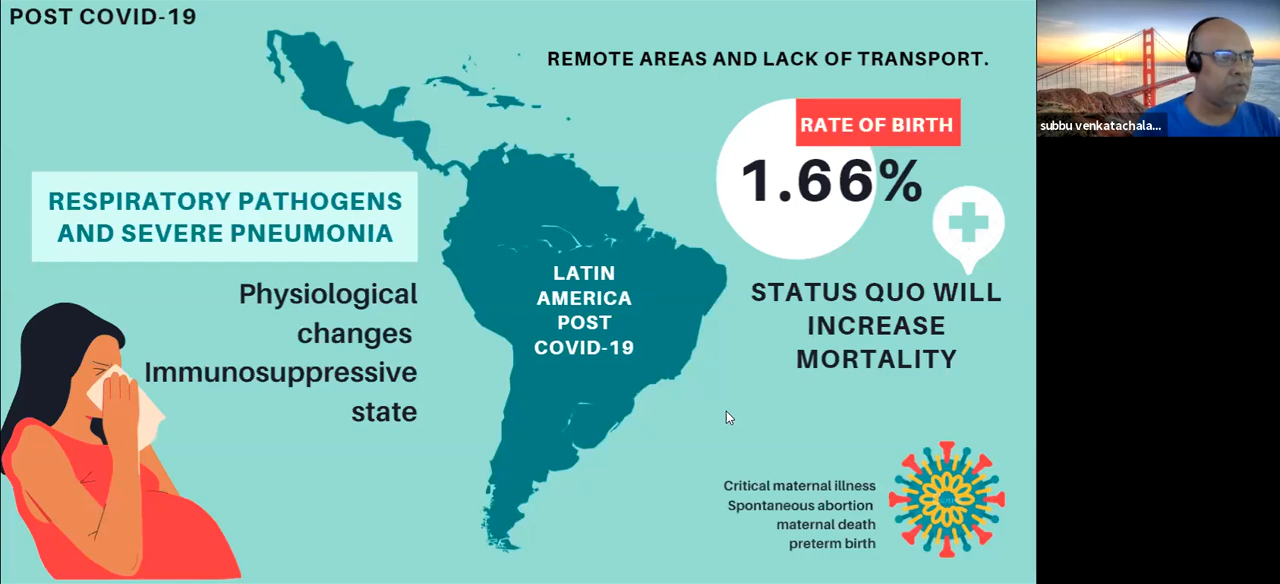 POST COVID-19
REMOTE AREAS AND LACK OF TRANSPORT.
RATE OF BIRTH
1.66%
RESPIRATORY PATHOGENS
AND SEVERE PNEUMONIA
Physiological
changes
Immunosuppressive
state
LATIN
AMERICA
POST
COVID-19
STATUS QUO WILL
INCREASE
MORTALITY
Critical maternal illness
Spontaneous abortion
maternal death
preterm birth
subbu venkatachala...